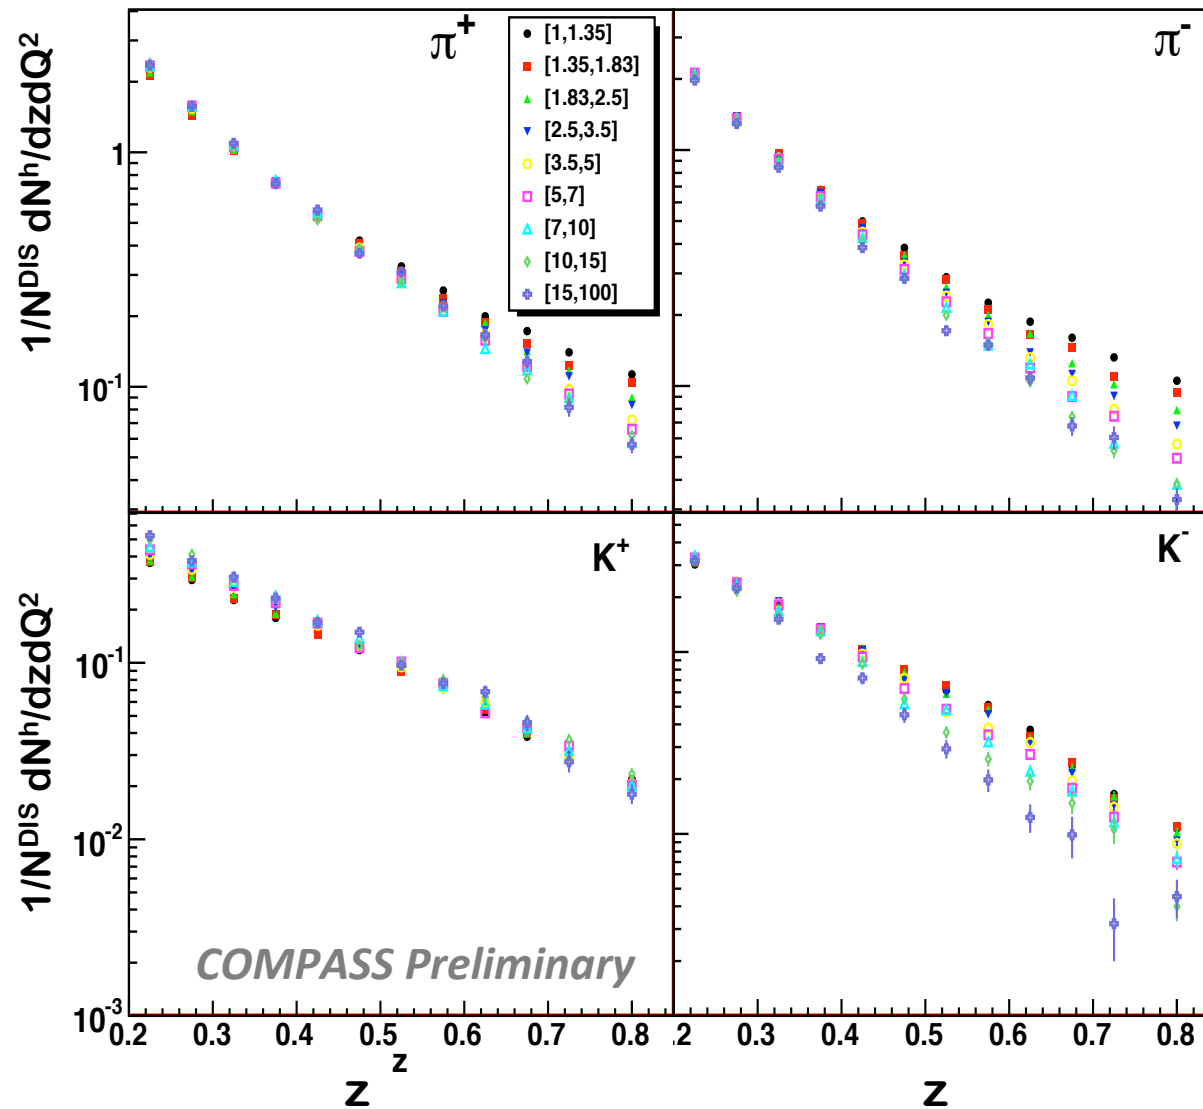 π+
π-
[1,1.35]
[1.35,1.83]
[1.83,2.5]
[2.5,3.5]
[3.5,5]
[5,7]
[7,10]
[10,15]
[15,100]
1/N^DIS dN^h/dzdQ^2
1
10^-1
K+
K-
1/N^DIS dN^h/dzdQ^2
10^-1
10^-2
10^-3
COMPASS Preliminary
0.2 0.3 0.4 0.5 0.6 0.7 0.8
.2 0.3 0.4 0.5 0.6 0.7 0.8
z
z
z